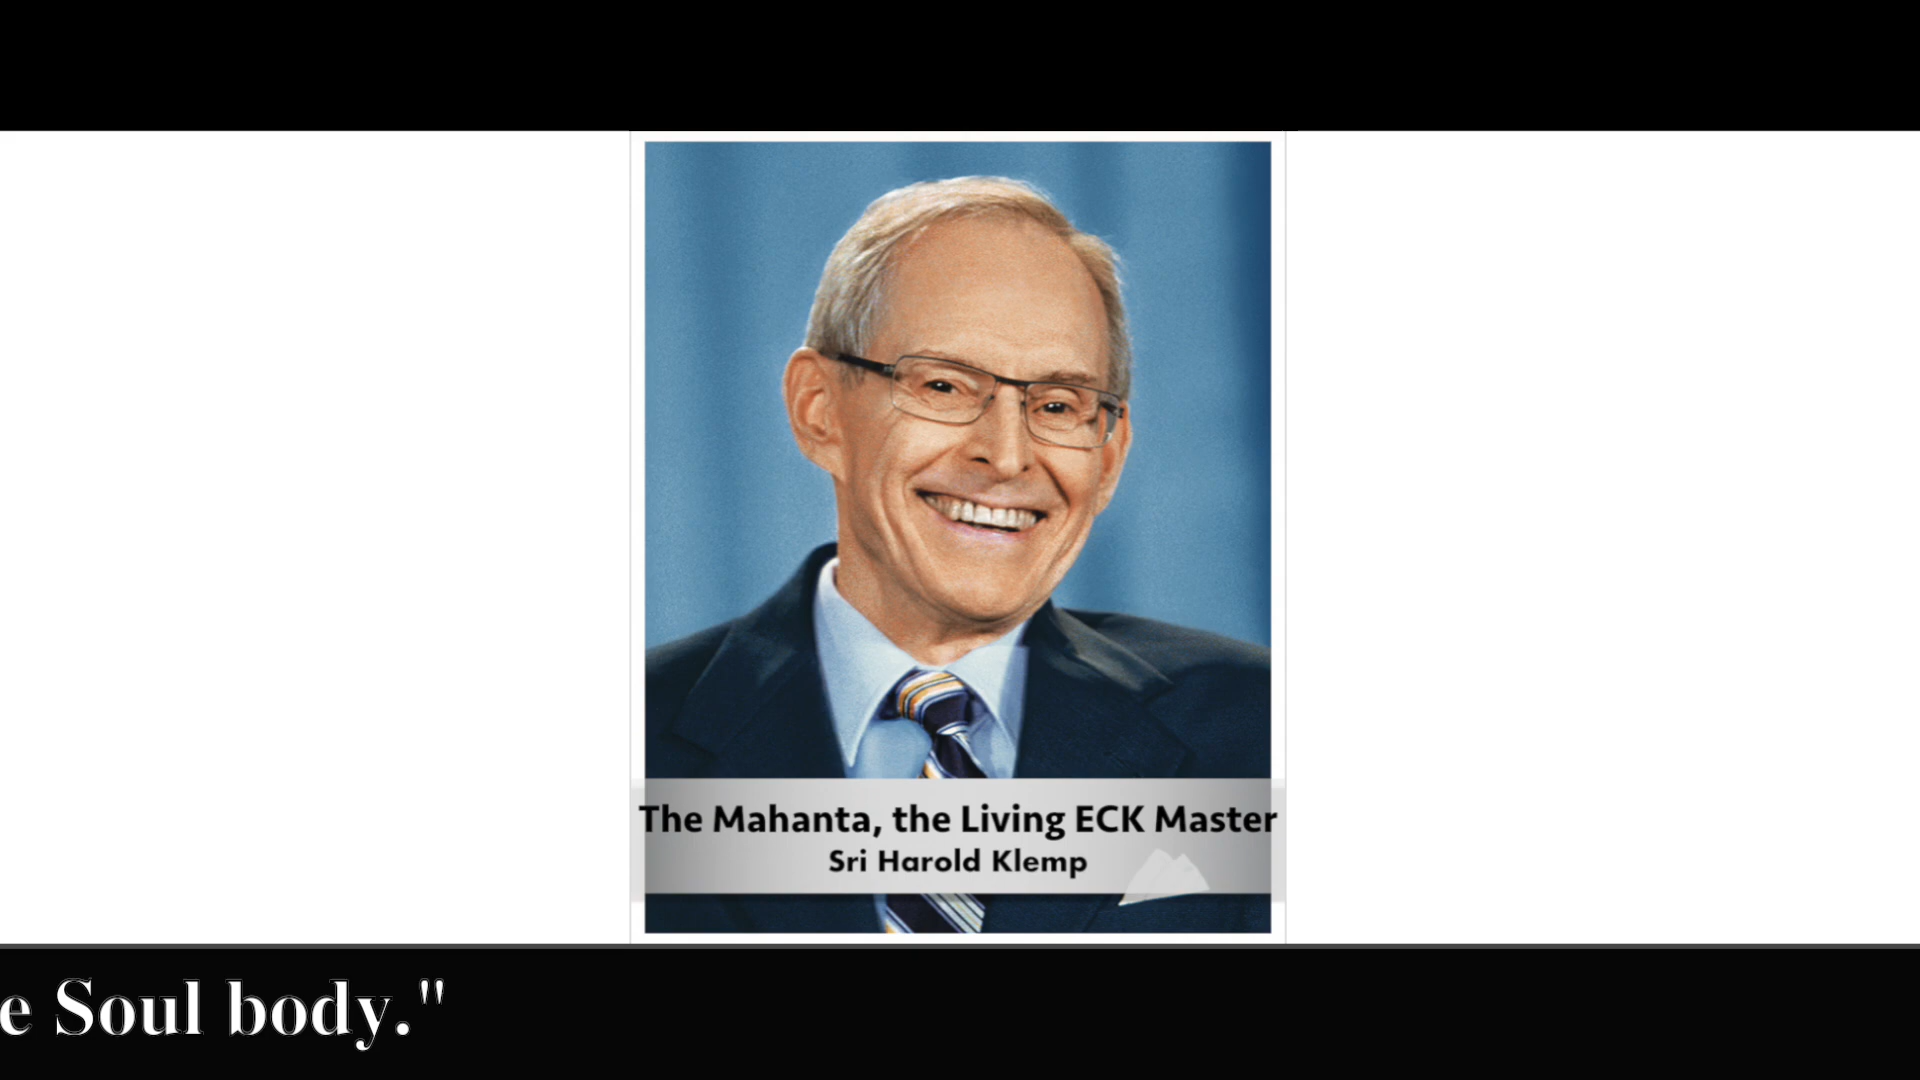 The Mahanta, the Living ECK Master
Sri Harold Klemp
e Soul body."